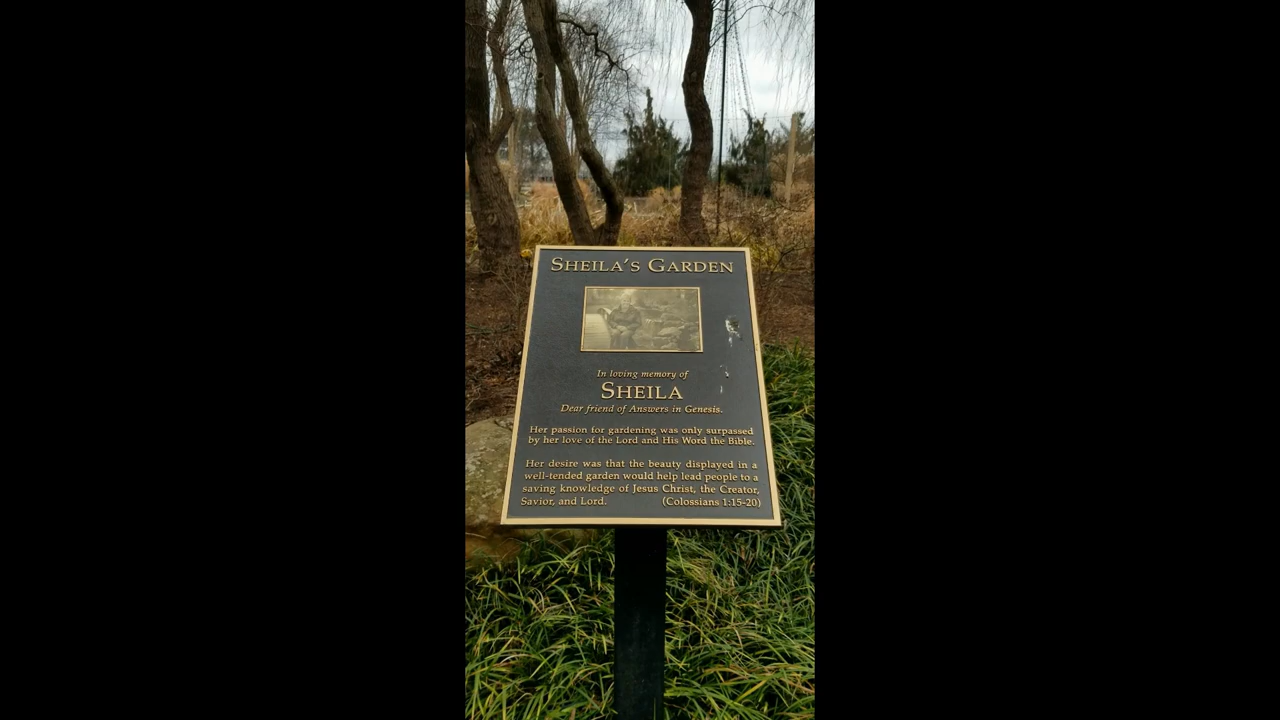 SHEILA'S GARDEN
In loving memory of
SHEILA
Dear friend of Answers in Genesis.
Her passion for gardening was only surpassed
by her love of the Lord and His Word the Bible.
Her desire was that the beauty displayed in a
well-tended garden would help lead people to a
saving knowledge of Jesus Christ, the Creator,
Savior, and Lord. (Colossians 1:15-20)